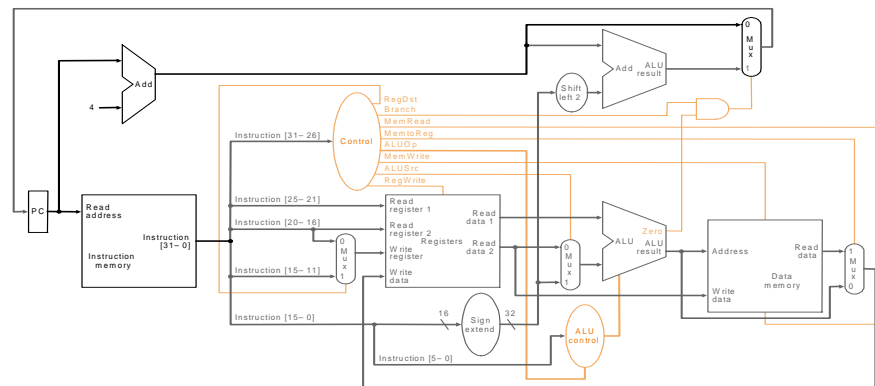 0
M
u
x
1
Add
ALU
result
Add
Shift
left 2
4
RegDst
Branch
MemRead
MemtoReg
ALUOp
MemWrite
ALUSrc
RegWrite
Control
Instruction [31– 26]
Instruction [25– 21]
Instruction [20– 16]
Instruction [15– 11]
Instruction [15– 0]
Instruction [5– 0]
PC
Read
address
Instruction
[31– 0]
Instruction
memory
0
M
u
x
1
Read
register 1
Read
register 2
Write
register
Write
data
Registers
Read
data 1
Read
data 2
0
M
u
x
1
Zero
ALU
ALU
result
Address
Write
data
Read
data
Data
memory
1
M
u
x
0
16
Sign
extend
32
ALU
control